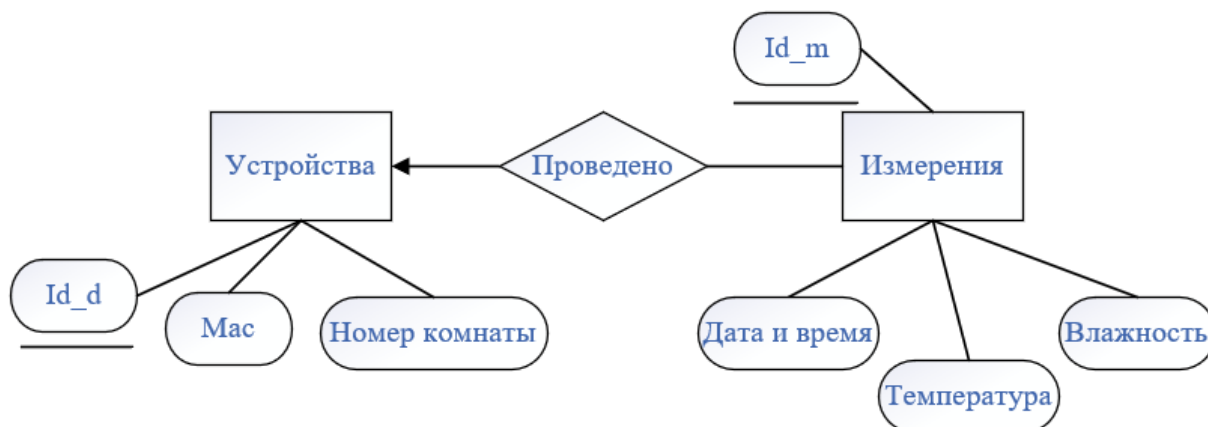 Id_m
Устройства
Проведено
Измерения
Id_d
Mac
Номер комнаты
Дата и время
Влажность
Температура